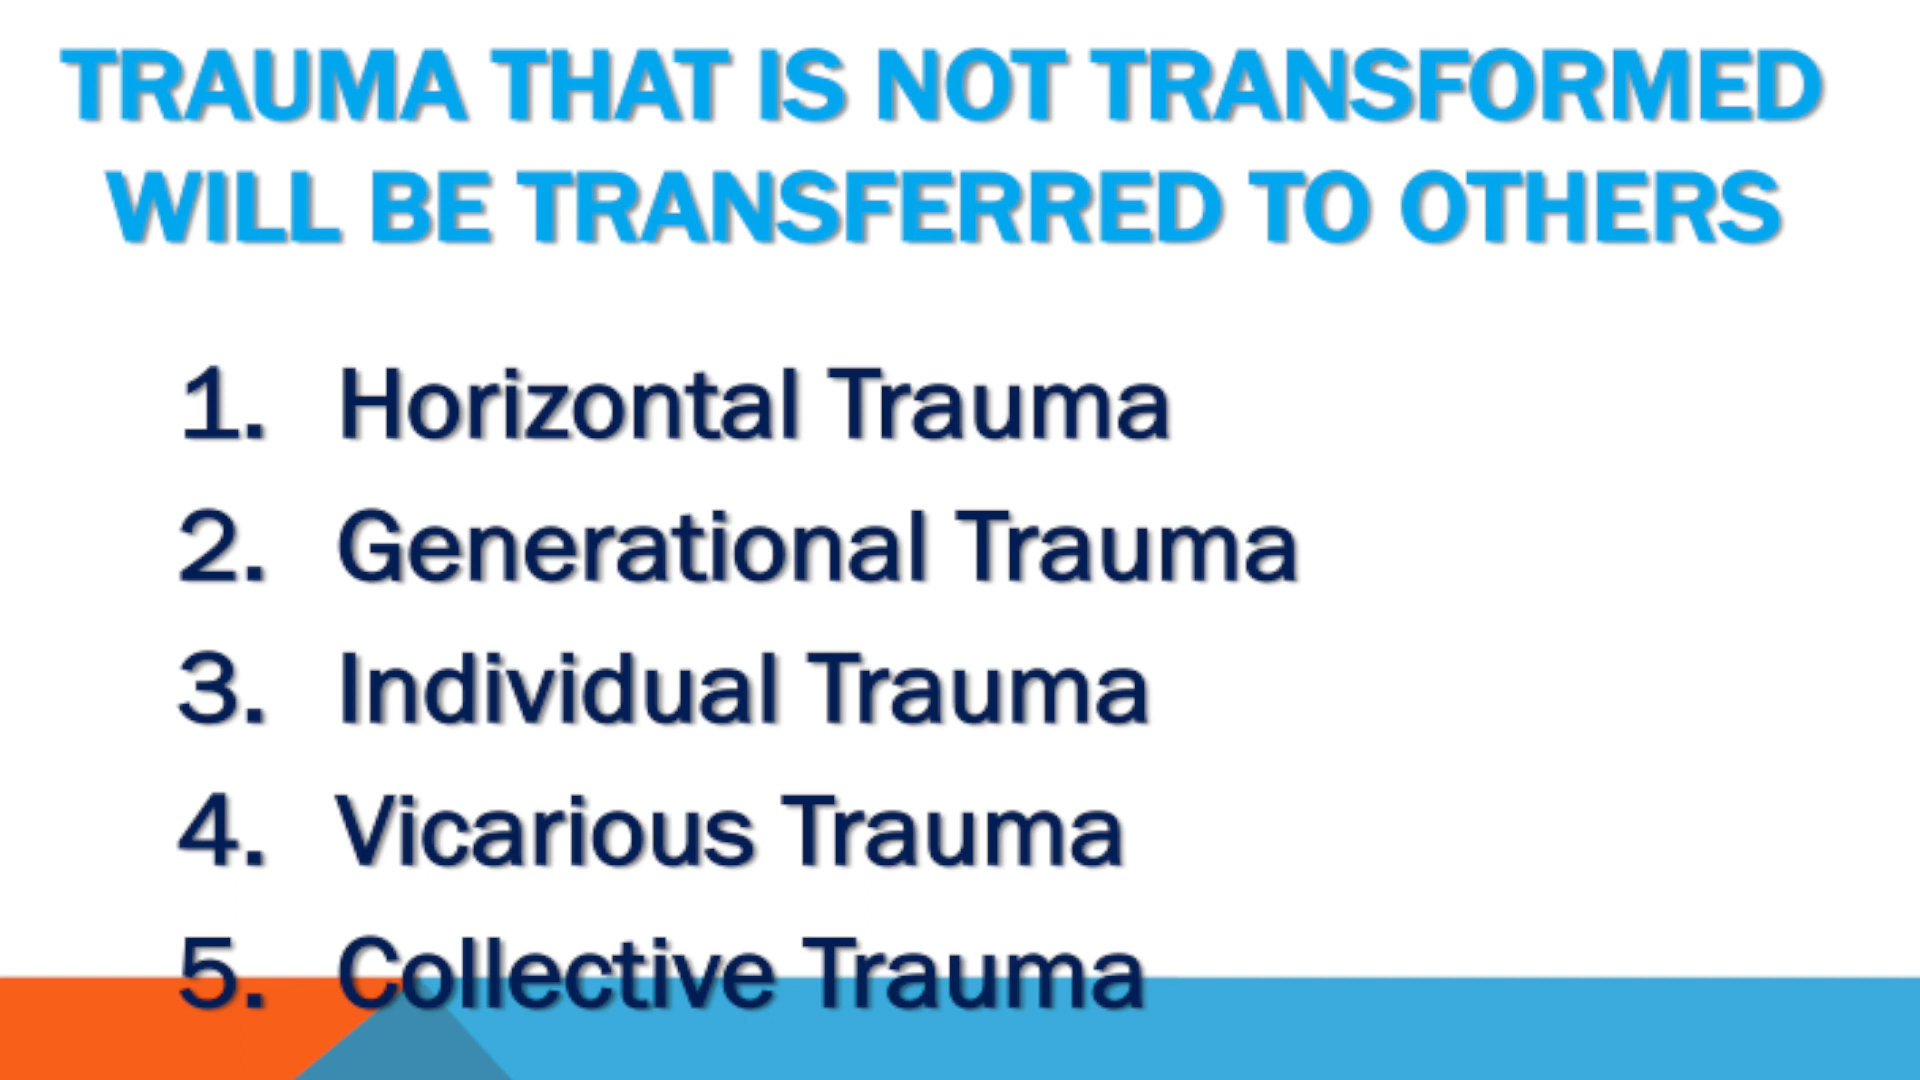 TRAUMA THAT IS NOT TRANSFORMED
WILL BE TRANSFERRED TO OTHERS
1. Horizontal Trauma
2. Generational Trauma
3. Individual Trauma
4. Vicarious Trauma
5. Collective Trauma